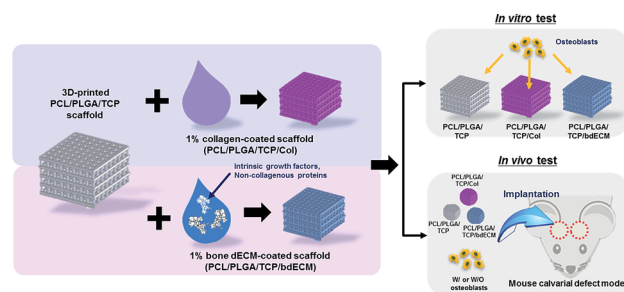 3D-printed
PCL/PLGA/TCP
scaffold
1% collagen-coated scaffold
(PCL/PLGA/TCP/Col)
Intrinsic growth factors,
Non-collagenous proteins
1% bone dECM-coated scaffold
(PCL/PLGA/TCP/bdECM)
In vitro test
Osteoblasts
PCL/PLGA/
TCP
PCL/PLGA/
TCP/Col
PCL/PLGA/
TCP/bdECM
In vivo test
PCL/PLGA/
TCP/Col
PCL/PLGA/
TCP
PCL/PLGA/
TCP/bdECM
Implantation
W/ or W/O
osteoblasts
Mouse calvarial defect mode